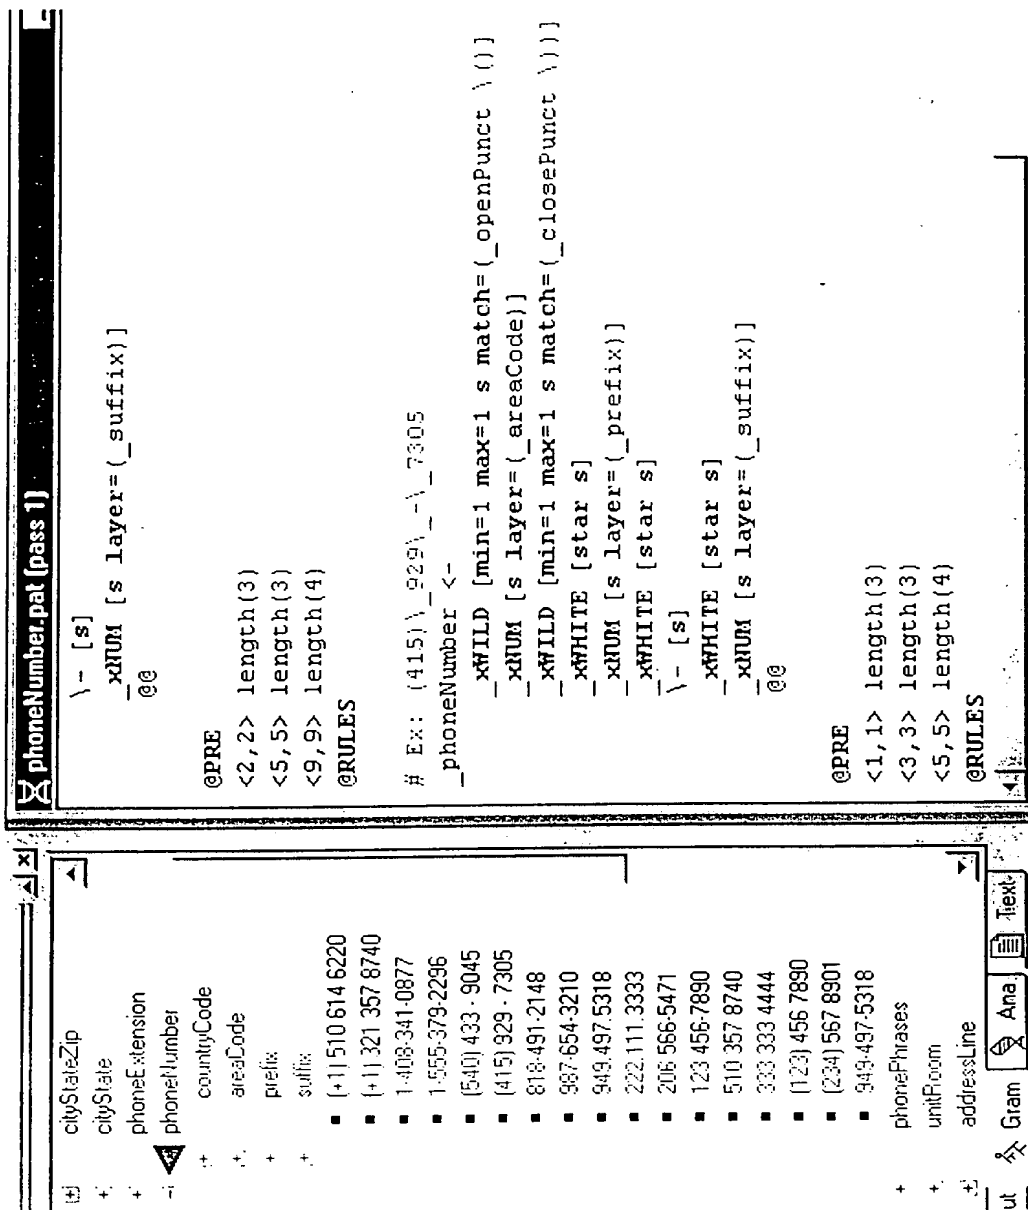 cityStateZip
cityState
phoneExtension
phoneNumber
countryCode
areaCode
prefix
suffix
(+1) 510 614 6220
(+1) 321 357 8740
1-408-341-0877
1-555-379-2296
(540) 433 - 9045
(415) 929 - 7305
818-491-2148
987-654-3210
949.497.5318
222.111.3333
206 566-5471
123 456-7890
510 357 8740
333 333 4444
(123) 456 7890
(234) 567 8901
949-497-5318
phonePhrases
unitRoom
addressLine
ut Gram Ana Text
phoneNumber.pat (pass 1)
\- [s]
_xNUM [s layer=(_suffix)]
@@
@PRE
<2,2> length(3)
<5,5> length(3)
<9,9> length(4)
@RULES
# Ex: (415)\_929\_-\_7305
_phoneNumber <-
_xWILD [min=1 max=1 s match=(_openPunct \()]
_xNUM [s layer=(_areaCode)]
_xWILD [min=1 max=1 s match=(_closePunct \))]
_xWHITE [star s]
_xNUM [s layer=(_prefix)]
_xWHITE [star s]
\- [s]
_xWHITE [star s]
_xNUM [s layer=(_suffix)]
@@
@PRE
<1,1> length(3)
<3,3> length(3)
<5,5> length(4)
@RULES